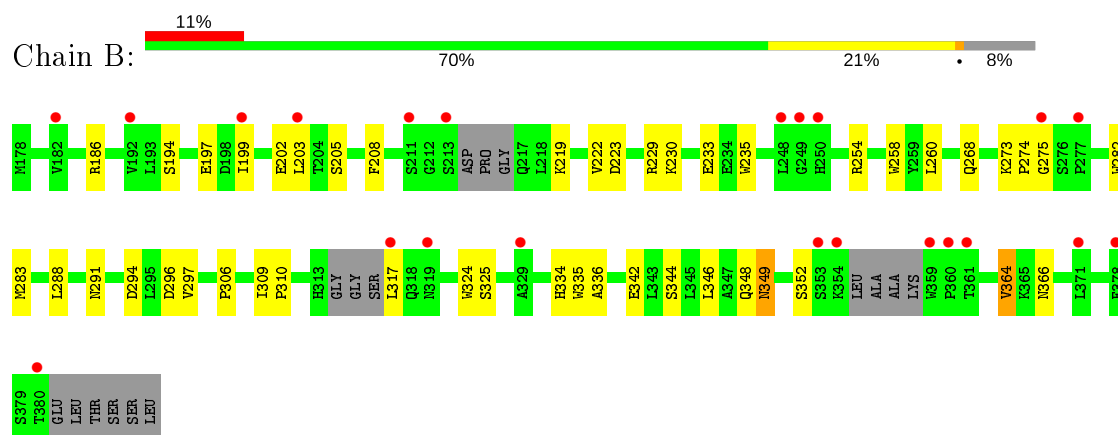 11%
Chain B:
70% 21% • 8%
M178 V182 R186 V192 L193 S194 E197 D198 I199 E202 L203 T204 S205 F208 S211 G212 S213 ASP PRO GLY Q217 L218 K219 V222 D223 R229 K230 E233 E234 W235 L248 G249 H250 R254 W258 Y259 L260 Q268 K273 P274 G275 S276 P277 W282
M283 L288 N291 D294 L295 D296 V297 P306 I309 P310 H313 GLY GLY SER L317 Q318 N319 W324 S325 A329 H334 W335 A336 E342 L343 S344 L345 L346 A347 Q348 N349 S352 S353 K354 LEU ALA ALA LYS W359 P360 T361 V364 K365 N366 L371 E378
S379 T380 GLU LEU THR SER SER LEU